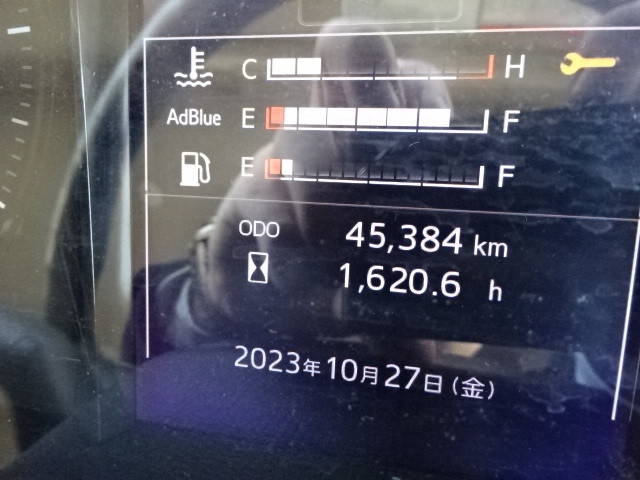 C H
AdBlue E F
E F
ODO 45,384 km
1,620.6 h
2023年10月27日(金)